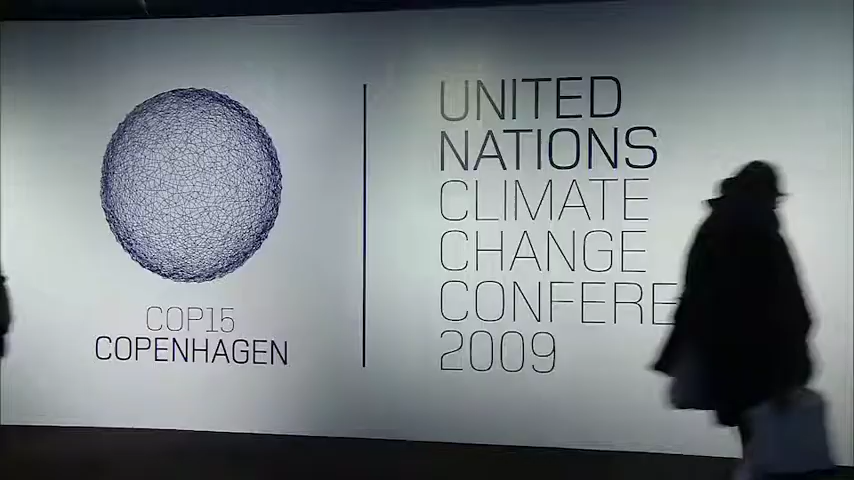 COP15
COPENHAGEN
UNITED
NATIONS
CLIMATE
CHANGE
CONFERE
2009